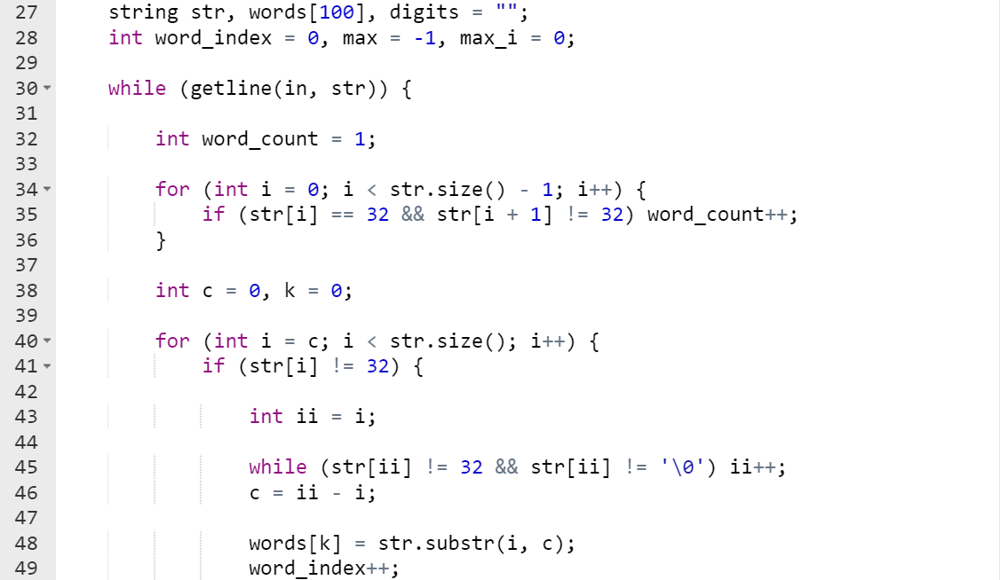 27 string str, words[100], digits = "";
28 int word_index = 0, max = -1, max_i = 0;
29
30 while (getline(in, str)) {
31
32 int word_count = 1;
33
34 for (int i = 0; i < str.size() - 1; i++) {
35 if (str[i] == 32 && str[i + 1] != 32) word_count++;
36 }
37
38 int c = 0, k = 0;
39
40 for (int i = c; i < str.size(); i++) {
41 if (str[i] != 32) {
42
43 int ii = i;
44
45 while (str[ii] != 32 && str[ii] != '\0') ii++;
46 c = ii - i;
47
48 words[k] = str.substr(i, c);
49 word_index++;